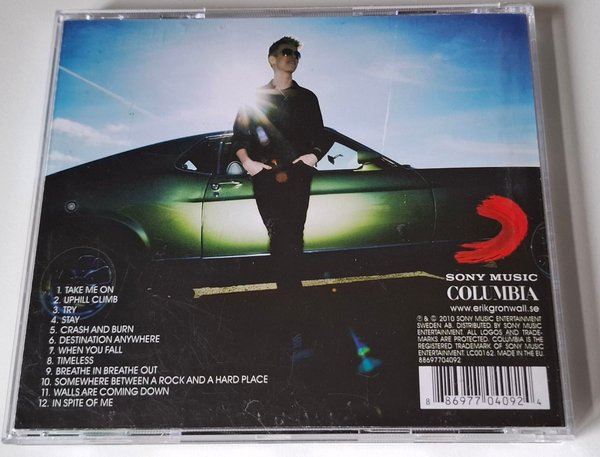 1. TAKE ME ON
2. UPHILL CLIMB
3. TRY
4. STAY
5. CRASH AND BURN
6. DESTINATION ANYWHERE
7. WHEN YOU FALL
8. TIMELESS
9. BREATHE IN BREATHE OUT
10. SOMEWHERE BETWEEN A ROCK AND A HARD PLACE
11. WALLS ARE COMING DOWN
12. IN SPITE OF ME
SONY MUSIC
COLUMBIA
www.erikgronwall.se
℗ & © 2010 SONY MUSIC ENTERTAINMENT
SWEDEN AB. DISTRIBUTED BY SONY MUSIC
ENTERTAINMENT. ALL LOGOS AND TRADE-
MARKS ARE PROTECTED. COLUMBIA IS THE
REGISTERED TRADEMARK OF SONY MUSIC
ENTERTAINMENT. LC00162. MADE IN THE EU.
88697704092
8 86977 04092 4